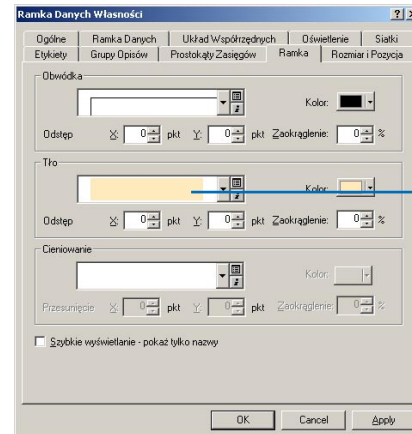 Ramka Danych Własności
Ogólne Ramka Danych Układ Współrzędnych Oświetlenie Siatki
Etykiety Grupy Opisów Prostokąty Zasięgów Ramka Rozmiar i Pozycja
Obwódka
Kolor:
Odstęp X: 0 pkt Y: 0 pkt Zaokrąglenie: 0 %
Tło
Kolor:
Odstęp X: 0 pkt Y: 0 pkt Zaokrąglenie: 0 %
Cieniowanie
Kolor:
Przesunięcie X: 0 pkt Y: 0 pkt Zaokrąglenie: 0 %
Szybkie wyświetlanie - pokaż tylko nazwy
OK Cancel Apply